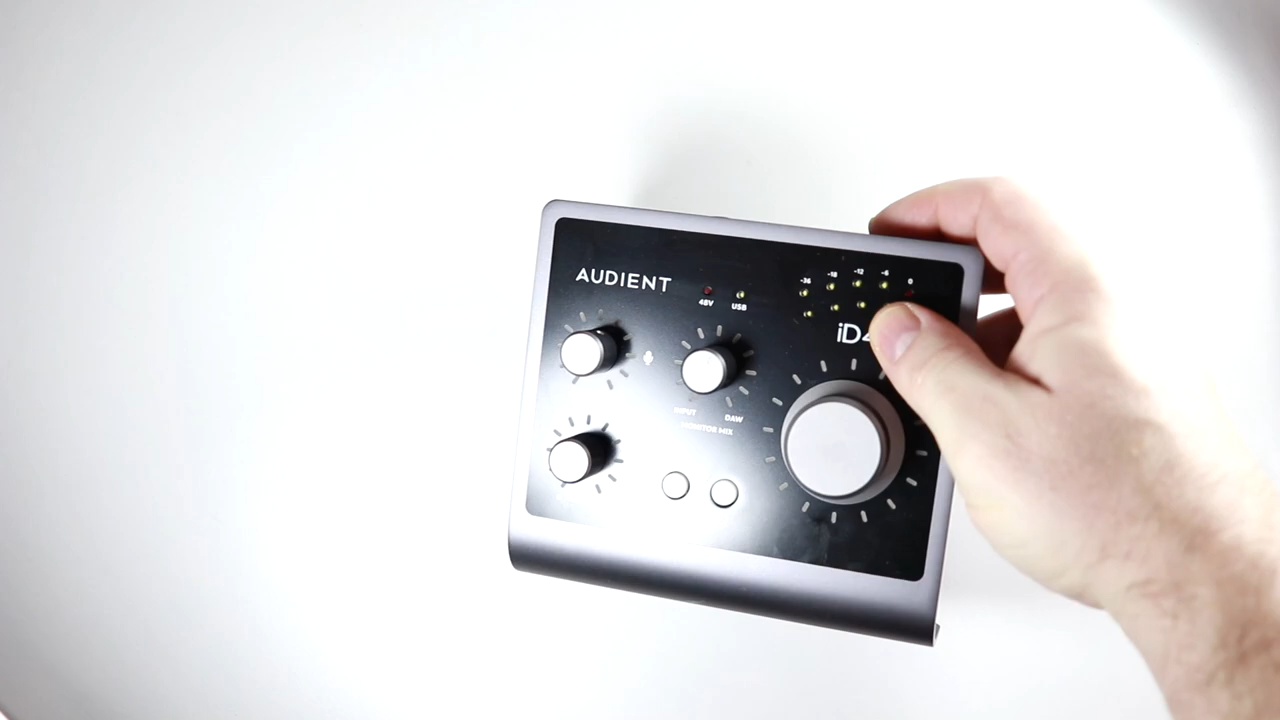 AUDIENT
48V USB
-36 -18 -12 -6 0
iD4
INPUT DAW
MONITOR MIX